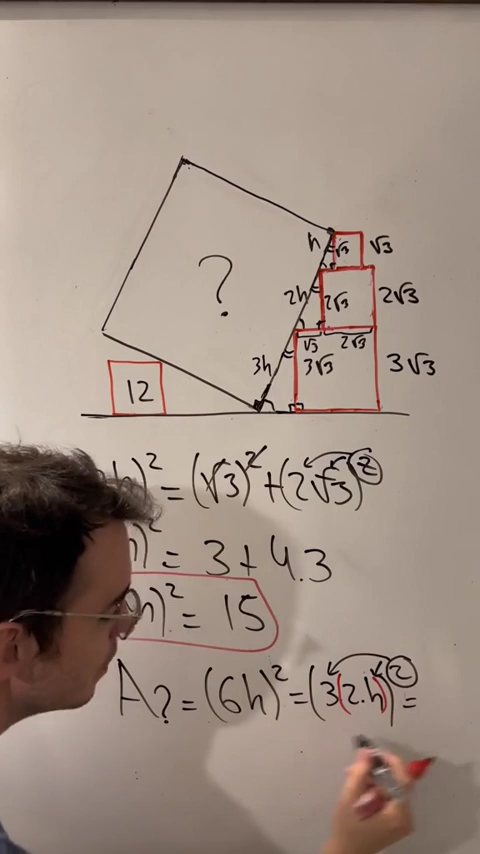 h √3 √3
?
2h 2√3 2√3
√3 2√3
3h 3√3 3√3
12
h)² = (√3)² + (2√3)²
)² = 3 + 4.3
h)² = 15
A? = (6h)² = (3(2.h))² =